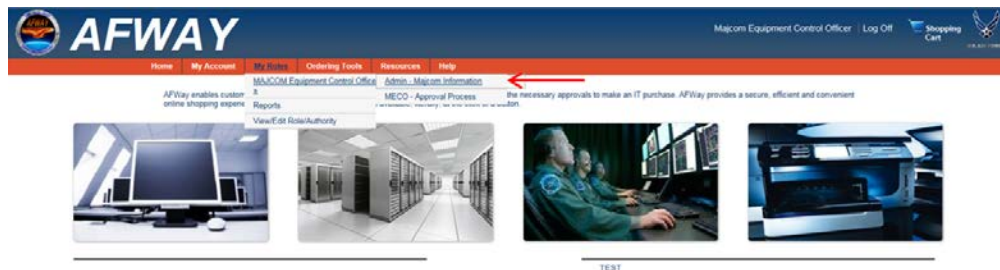 AFWAY
Majcom Equipment Control Officer | Log Off
Shopping Cart
Home My Account My Roles Ordering Tools Resources Help
MAJCOM Equipment Control Office
s
Reports
View/Edit Role/Authority
Admin - Majcom Information
MECO - Approval Process
AFWay enables custom
the necessary approvals to make an IT purchase. AFWay provides a secure, efficient and convenient
online shopping experie
TEST